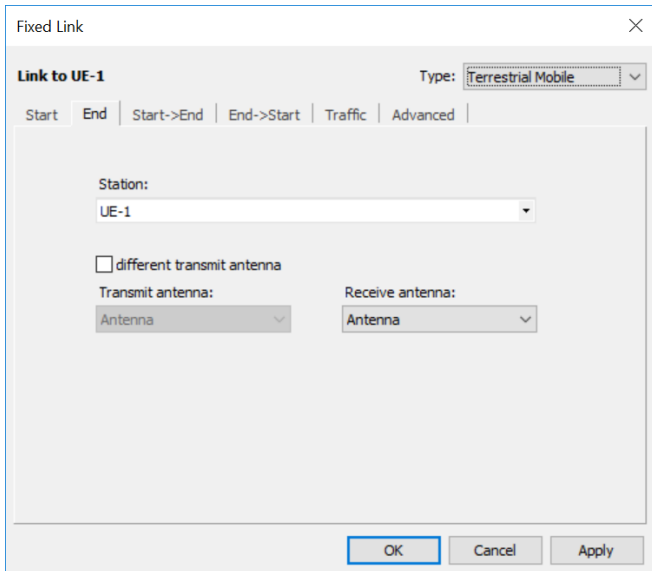 Fixed Link
Link to UE-1 Type: Terrestrial Mobile
Start End Start->End End->Start Traffic Advanced
Station:
UE-1
different transmit antenna
Transmit antenna: Receive antenna:
Antenna Antenna
OK Cancel Apply